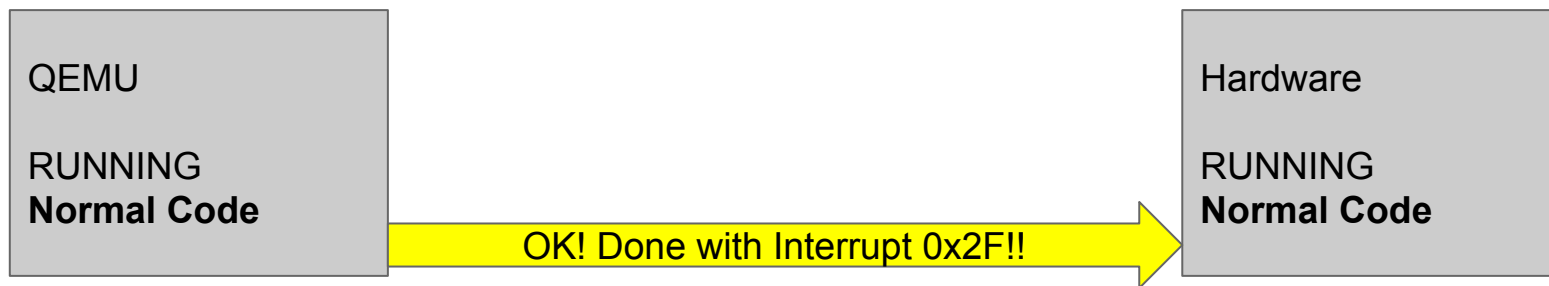 QEMU
RUNNING
Normal Code
OK! Done with Interrupt 0x2F!!
Hardware
RUNNING
Normal Code